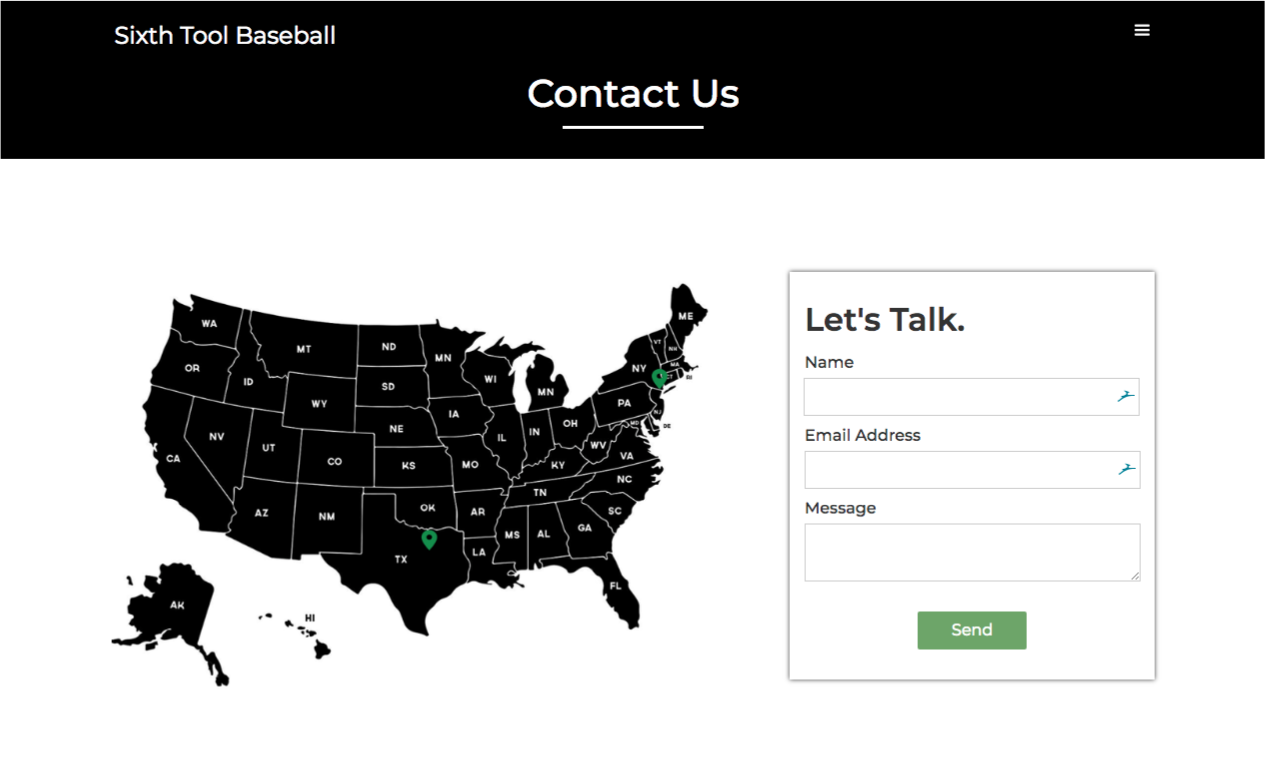 Sixth Tool Baseball
Contact Us
WA
MT
ND
MN
ME
VT
NH
OR
ID
SD
WI
NY
MA
CT
RI
WY
MN
PA
NJ
IA
NE
NV
UT
CO
IL
IN
OH
MD
DE
WV
VA
CA
KS
MO
KY
NC
AZ
NM
OK
AR
TN
SC
TX
LA
MS
AL
GA
FL
AK
HI
Let's Talk.
Name
Email Address
Message
Send